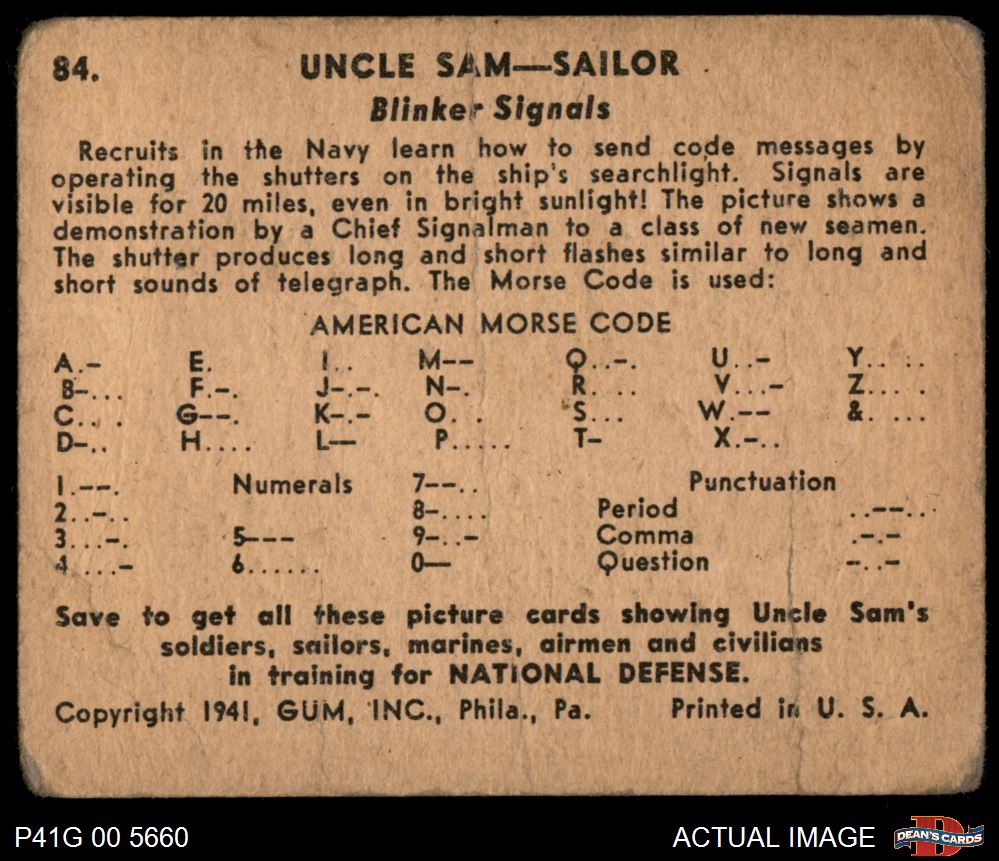 84. UNCLE SAM—SAILOR
Blinker Signals
Recruits in the Navy learn how to send code messages by
operating the shutters on the ship's searchlight. Signals are
visible for 20 miles, even in bright sunlight! The picture shows a
demonstration by a Chief Signalman to a class of new seamen.
The shutter produces long and short flashes similar to long and
short sounds of telegraph. The Morse Code is used:
AMERICAN MORSE CODE
A.- E. I.. M-- Q..-. U..- Y.. ..
B-... F.-. J-.-. N-. R. .. V...- Z... .
C.. . G--. K-.- O. . S... W.-- &. ...
D-.. H.... L— P..... T- X.-..
1.--. Numerals 7--.. Punctuation
2..-.. 8-.... Period ..--..
3...-. 5--- 9-..- Comma .-.-
4....- 6...... 0— Question -..-.
Save to get all these picture cards showing Uncle Sam's
soldiers, sailors, marines, airmen and civilians
in training for NATIONAL DEFENSE.
Copyright 1941, GUM, INC., Phila., Pa. Printed in U. S. A.
P41G 00 5660 ACTUAL IMAGE DEAN'S CARDS